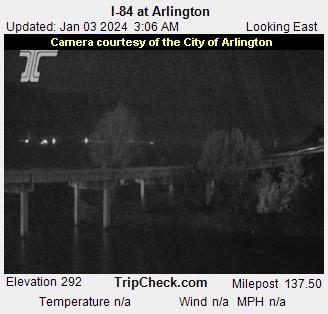 I-84 at Arlington
Updated: Jan 03 2024 3:06 AM Looking East
Camera courtesy of the City of Arlington
Elevation 292 TripCheck.com Milepost 137.50
Temperature n/a Wind n/a MPH n/a